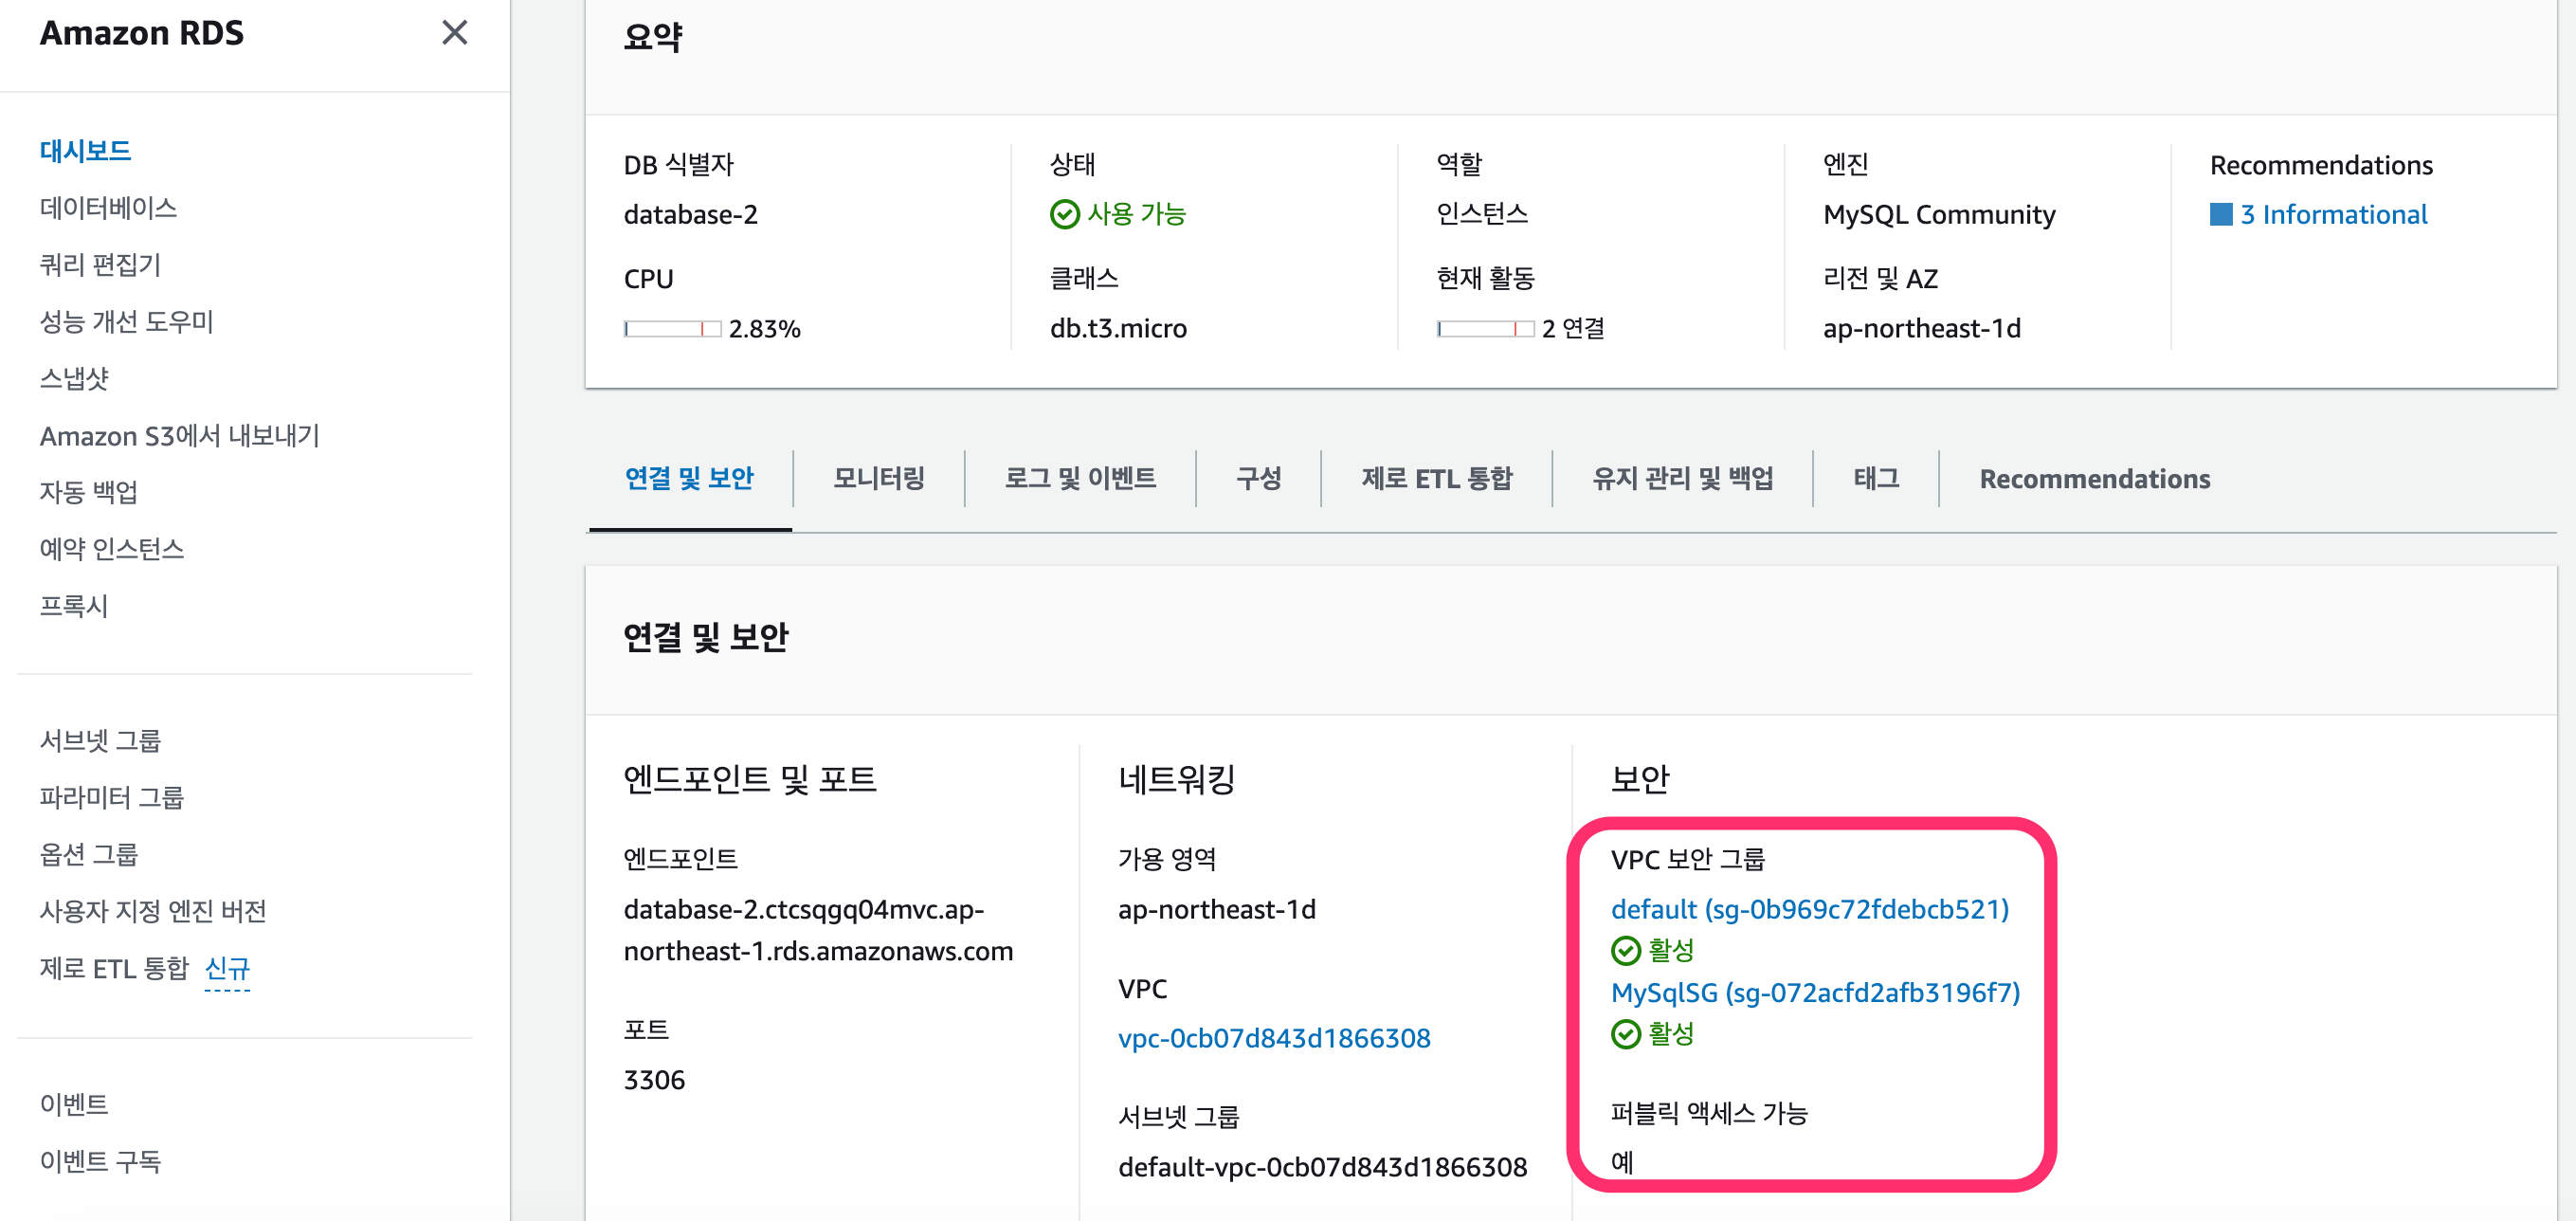 Amazon RDS
대시보드
데이터베이스
쿼리 편집기
성능 개선 도우미
스냅샷
Amazon S3에서 내보내기
자동 백업
예약 인스턴스
프록시
서브넷 그룹
파라미터 그룹
옵션 그룹
사용자 지정 엔진 버전
제로 ETL 통합 신규
이벤트
이벤트 구독
요약
DB 식별자
database-2
CPU
2.83%
상태
사용 가능
클래스
db.t3.micro
역할
인스턴스
현재 활동
2 연결
엔진
MySQL Community
리전 및 AZ
ap-northeast-1d
Recommendations
3 Informational
연결 및 보안 모니터링 로그 및 이벤트 구성 제로 ETL 통합 유지 관리 및 백업 태그 Recommendations
연결 및 보안
엔드포인트 및 포트
엔드포인트
database-2.ctcsqgq04mvc.ap-
northeast-1.rds.amazonaws.com
포트
3306
네트워킹
가용 영역
ap-northeast-1d
VPC
vpc-0cb07d843d1866308
서브넷 그룹
default-vpc-0cb07d843d1866308
보안
VPC 보안 그룹
default (sg-0b969c72fdebcb521)
활성
MySqlSG (sg-072acfd2afb3196f7)
활성
퍼블릭 액세스 가능
예